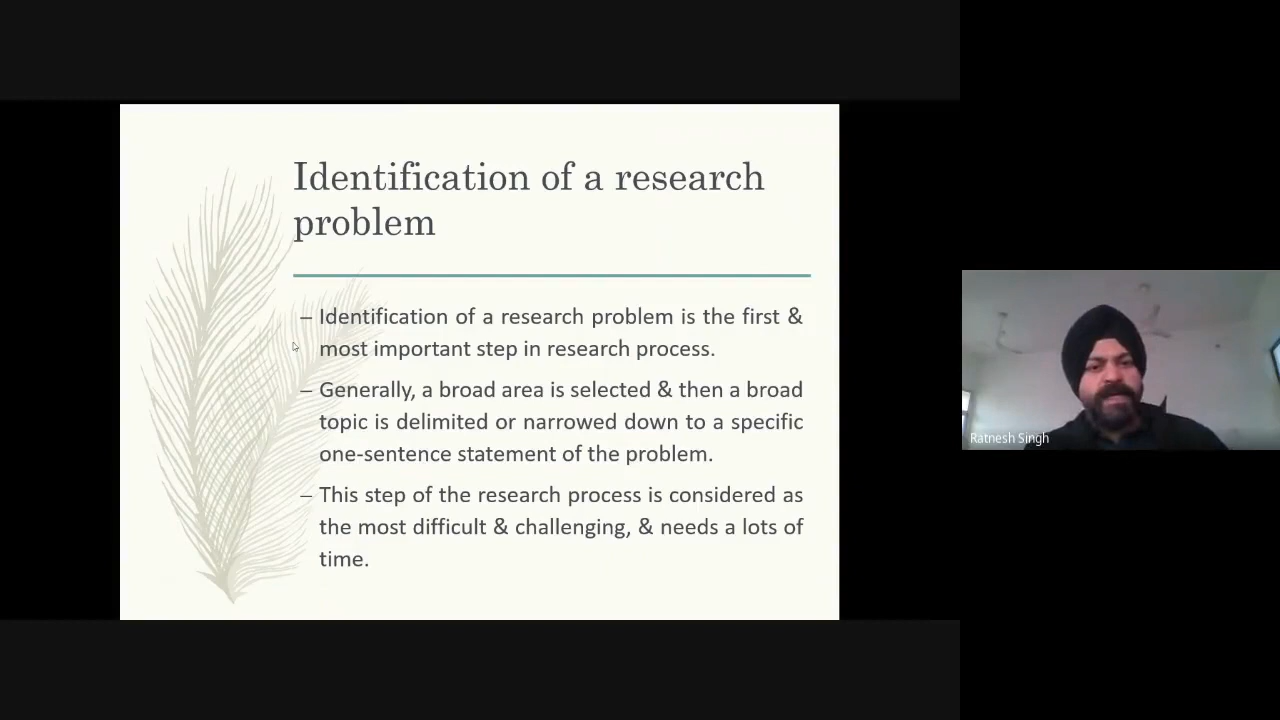 Identification of a research
problem
– Identification of a research problem is the first &
most important step in research process.
– Generally, a broad area is selected & then a broad
topic is delimited or narrowed down to a specific
one-sentence statement of the problem.
– This step of the research process is considered as
the most difficult & challenging, & needs a lots of
time.
Ratnesh Singh